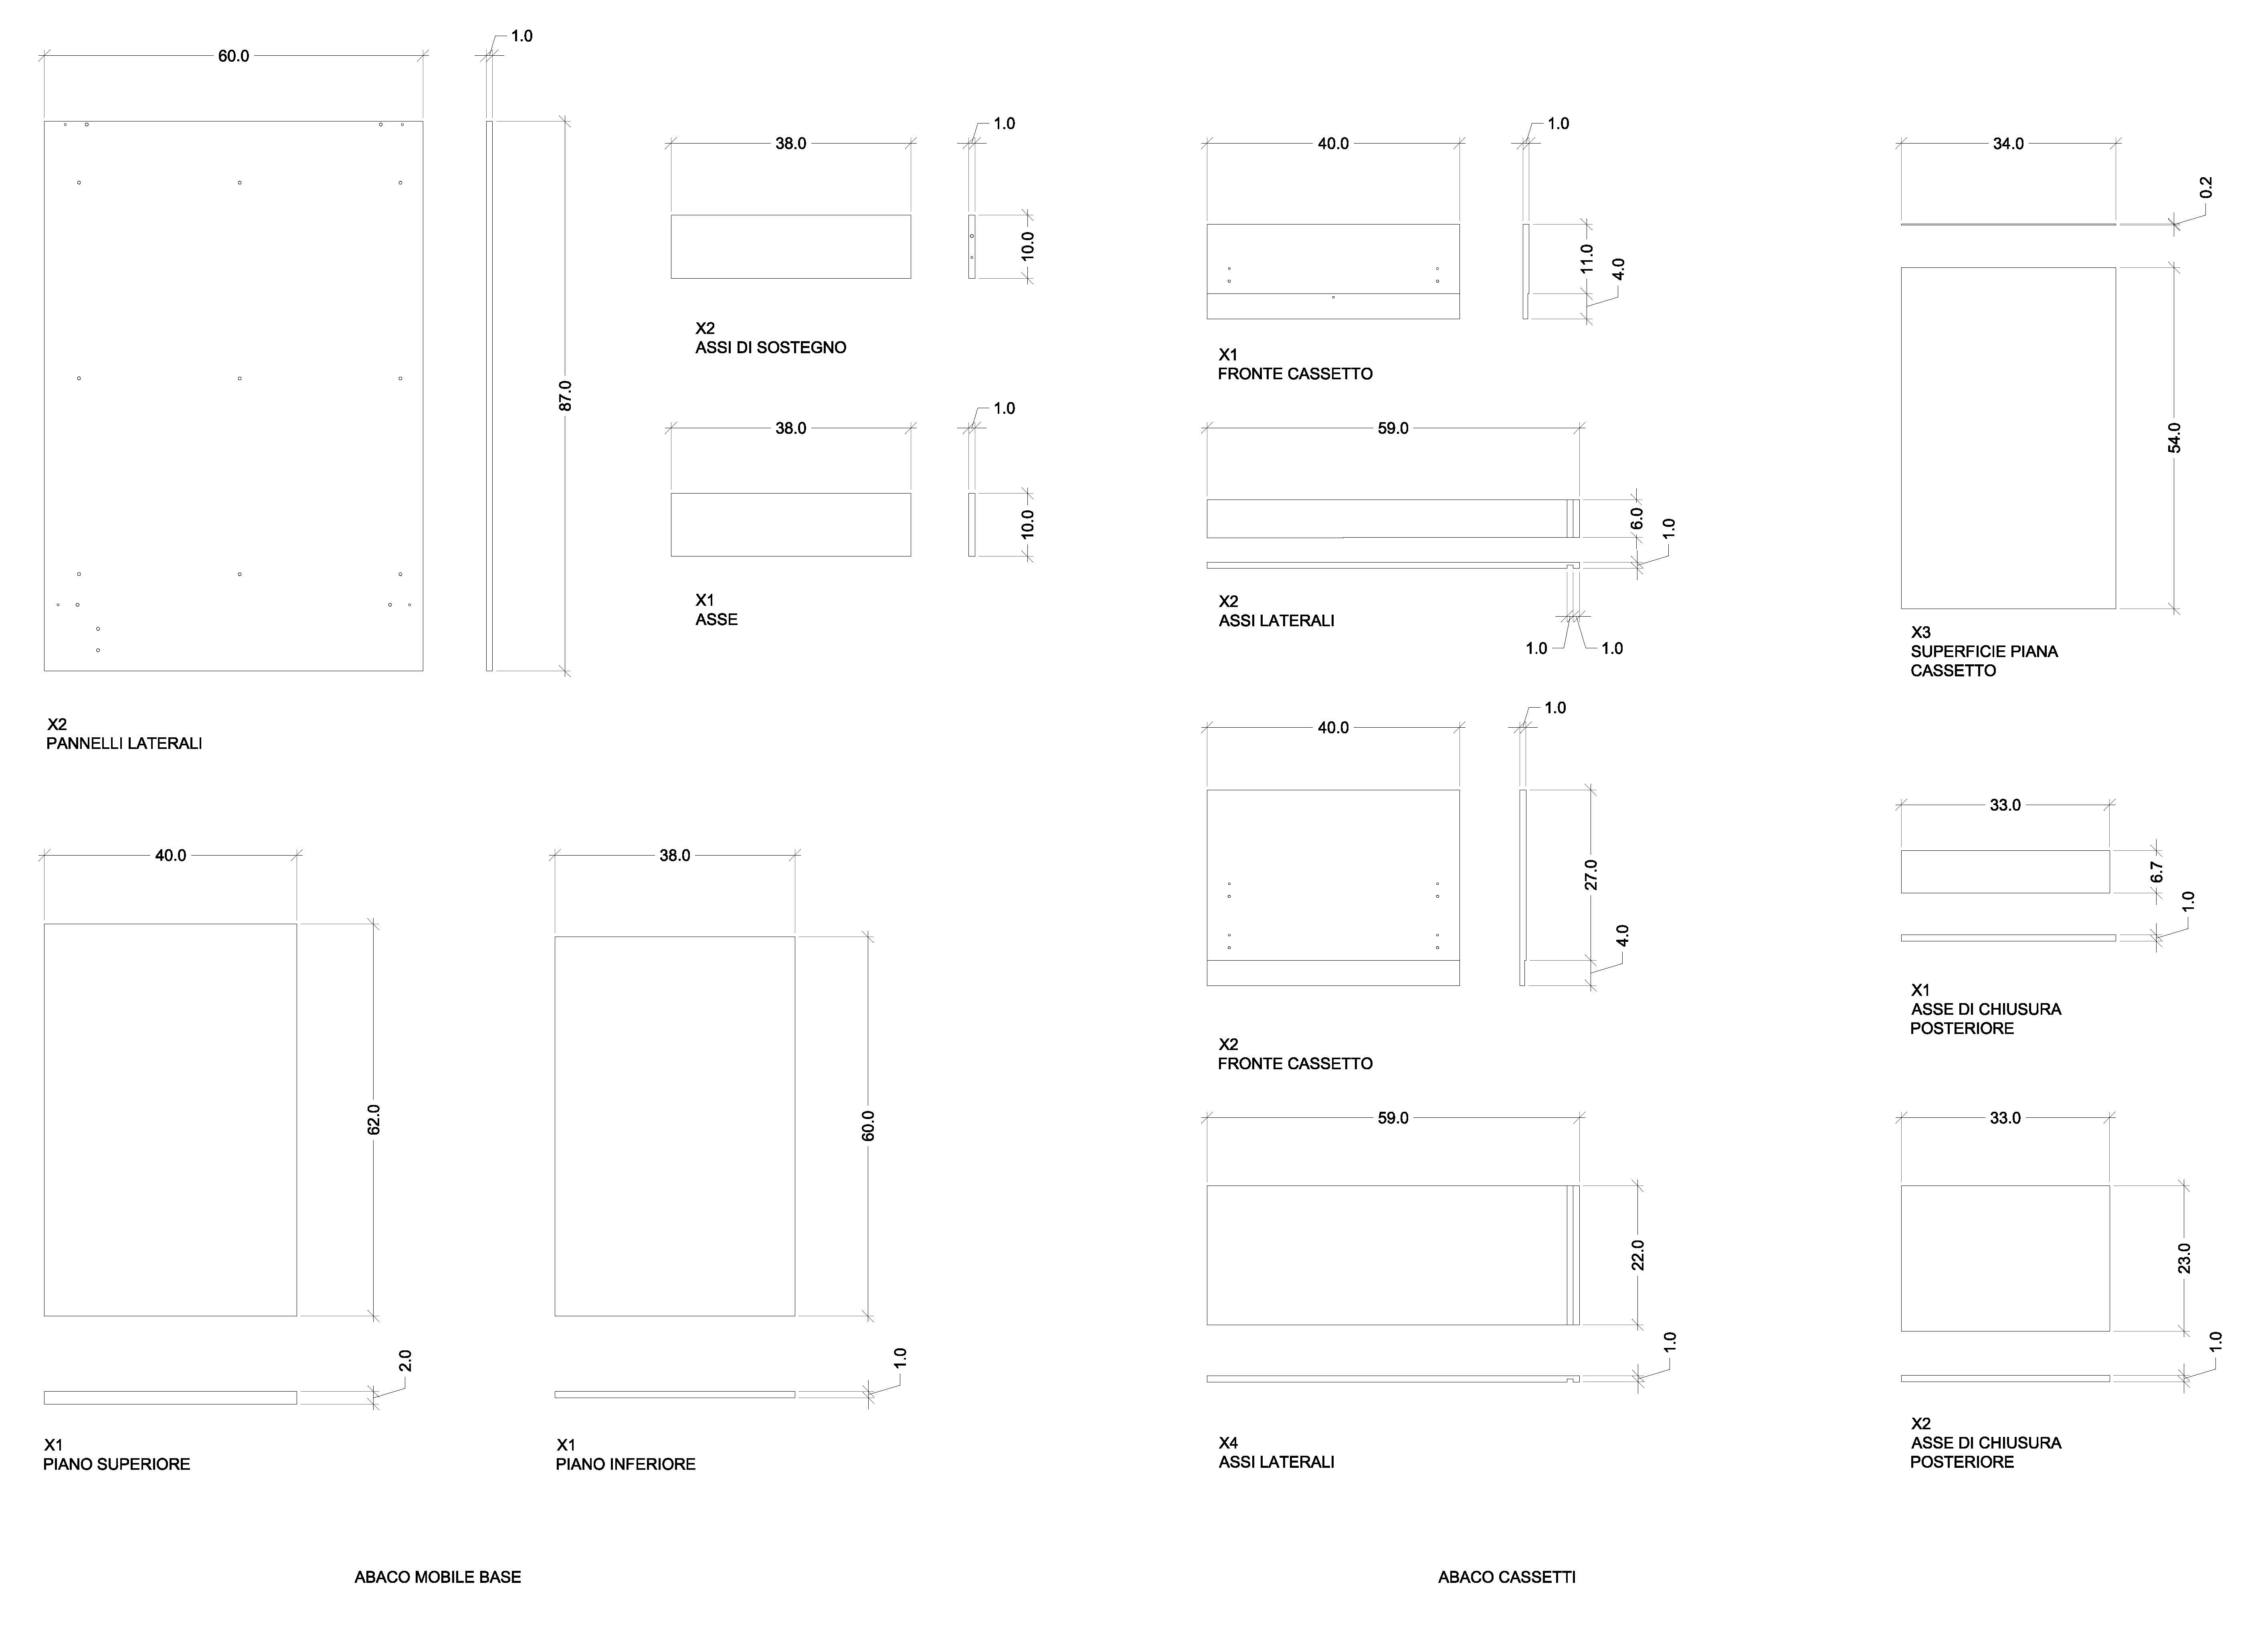 60.0
1.0
87.0
X2
PANNELLI LATERALI
38.0
1.0
10.0
X2
ASSI DI SOSTEGNO
38.0
1.0
10.0
X1
ASSE
40.0
62.0
2.0
X1
PIANO SUPERIORE
38.0
60.0
1.0
X1
PIANO INFERIORE
ABACO MOBILE BASE
40.0
1.0
11.0
4.0
X1
FRONTE CASSETTO
59.0
6.0
1.0
1.0
1.0
X2
ASSI LATERALI
40.0
1.0
27.0
4.0
X2
FRONTE CASSETTO
59.0
22.0
1.0
X4
ASSI LATERALI
34.0
0.2
54.0
X3
SUPERFICIE PIANA
CASSETTO
33.0
6.7
1.0
X1
ASSE DI CHIUSURA
POSTERIORE
33.0
23.0
1.0
X2
ASSE DI CHIUSURA
POSTERIORE
ABACO CASSETTI